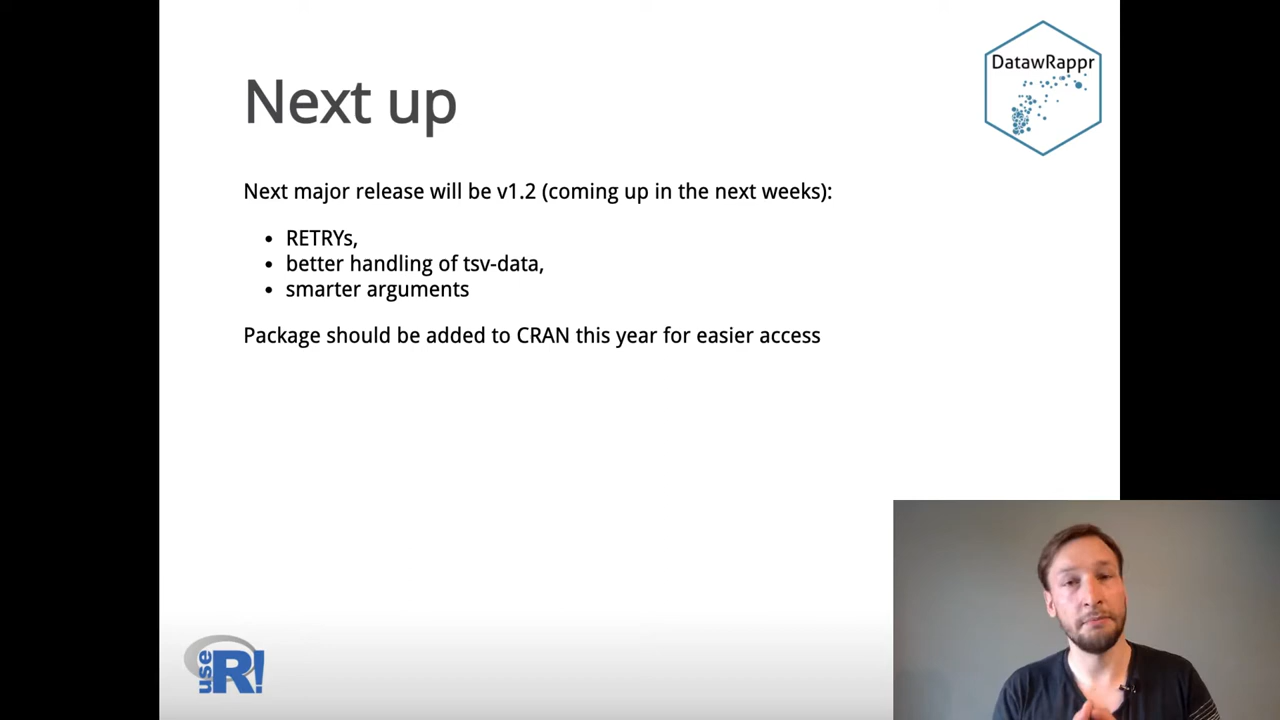 DatawRappr
Next up
Next major release will be v1.2 (coming up in the next weeks):
• RETRYs,
• better handling of tsv-data,
• smarter arguments
Package should be added to CRAN this year for easier access
use R!